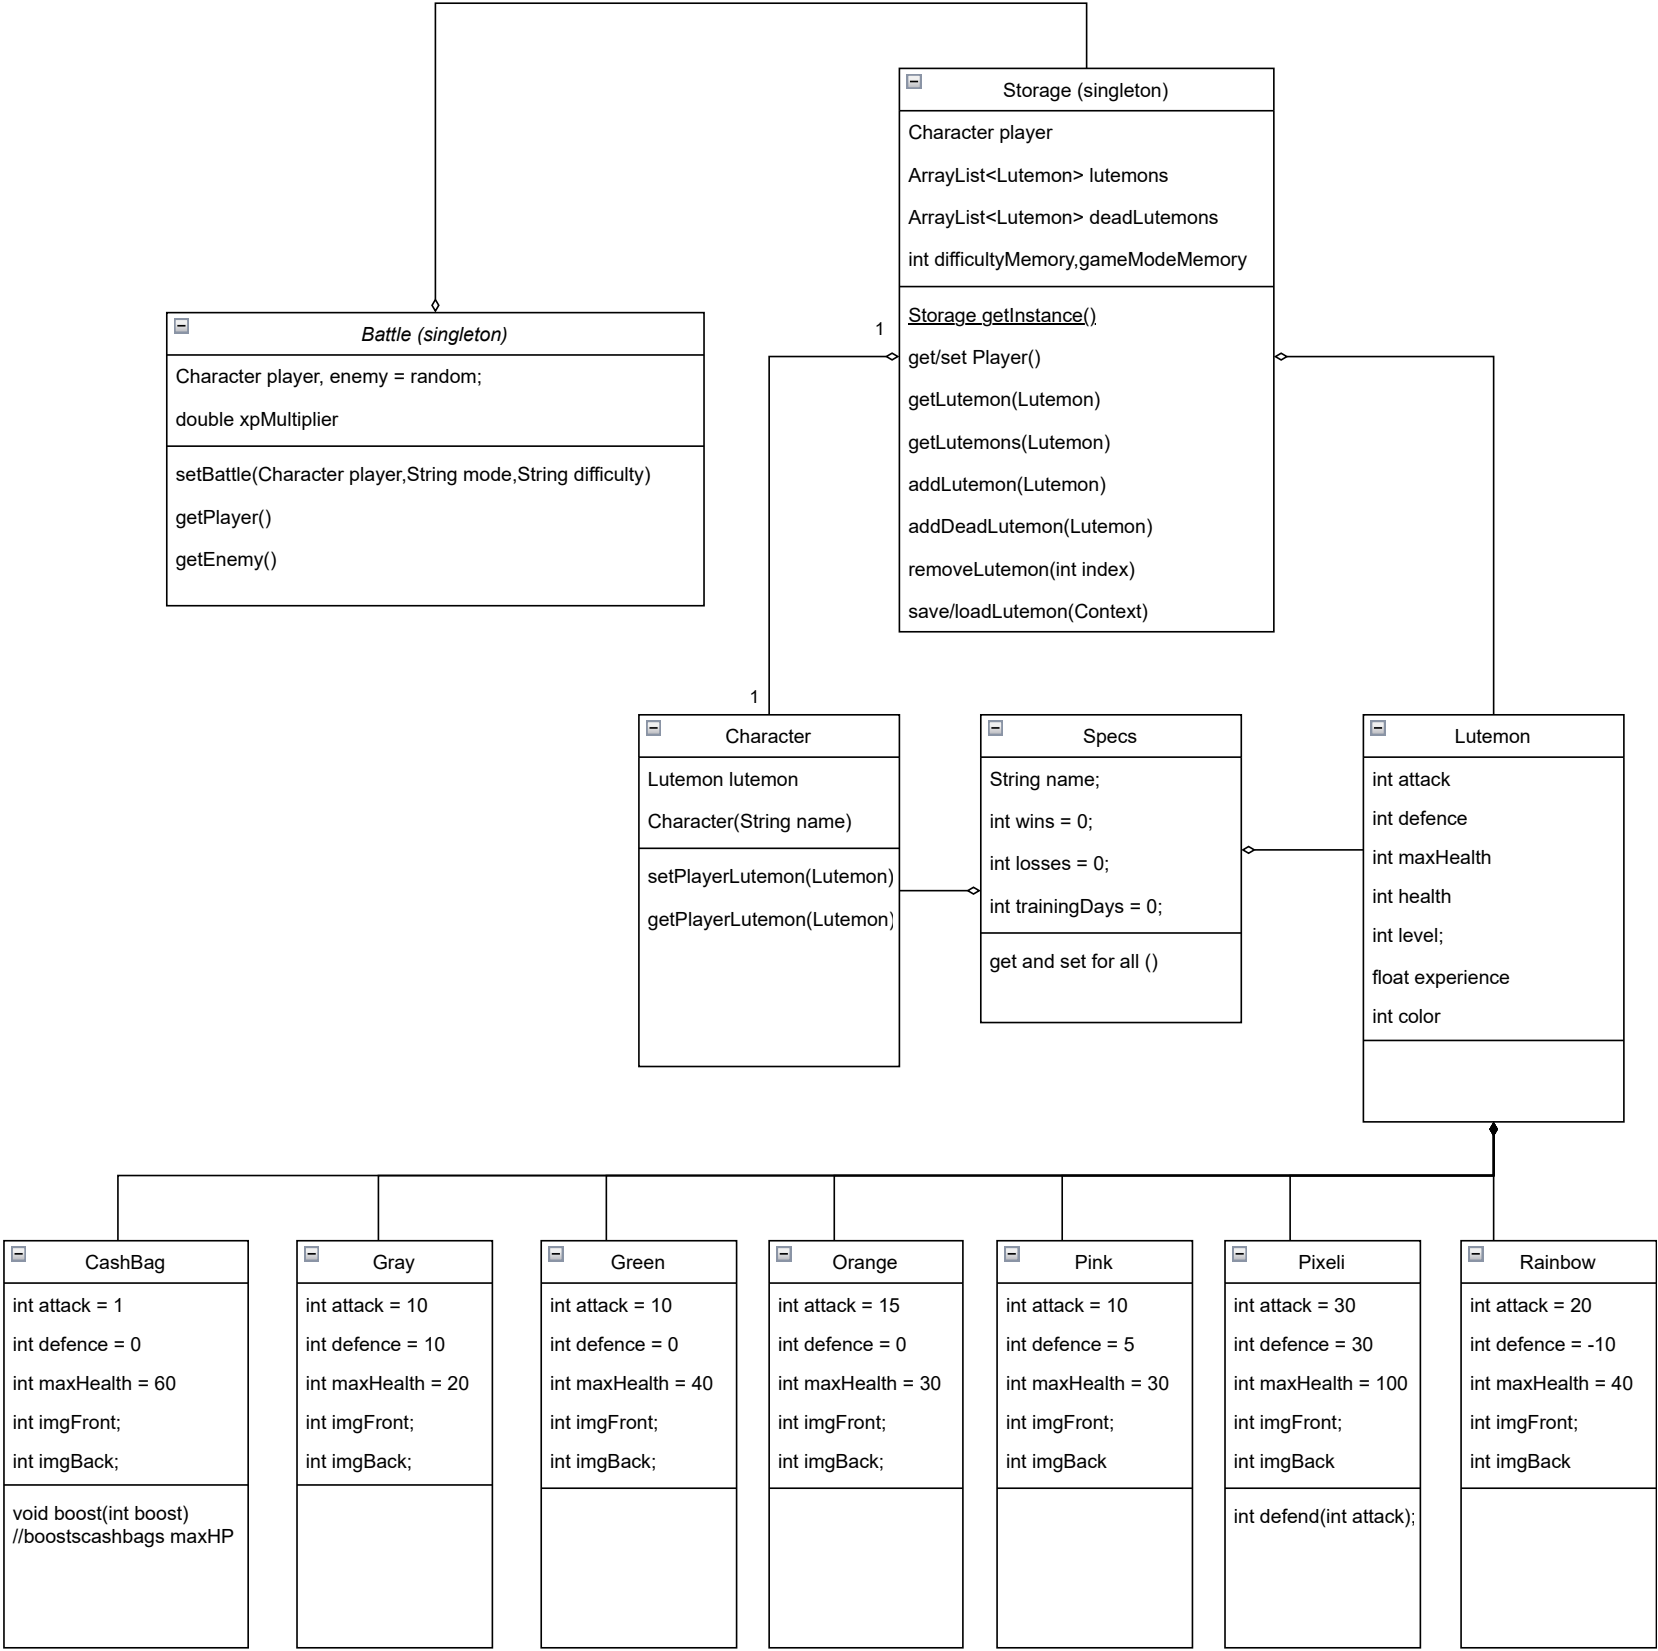 Storage (singleton)
Character player
ArrayList<Lutemon> lutemons
ArrayList<Lutemon> deadLutemons
int difficultyMemory,gameModeMemory
Storage getInstance()
get/set Player()
getLutemon(Lutemon)
getLutemons(Lutemon)
addLutemon(Lutemon)
addDeadLutemon(Lutemon)
removeLutemon(int index)
save/loadLutemon(Context)
1
1
Battle (singleton)
Character player, enemy = random;
double xpMultiplier
setBattle(Character player,String mode,String difficulty)
getPlayer()
getEnemy()
Character
Lutemon lutemon
Character(String name)
setPlayerLutemon(Lutemon)
getPlayerLutemon(Lutemon)
Specs
String name;
int wins = 0;
int losses = 0;
int trainingDays = 0;
get and set for all ()
Lutemon
int attack
int defence
int maxHealth
int health
int level;
float experience
int color
CashBag
int attack = 1
int defence = 0
int maxHealth = 60
int imgFront;
int imgBack;
void boost(int boost)
//boostscashbags maxHP
Gray
int attack = 10
int defence = 10
int maxHealth = 20
int imgFront;
int imgBack;
Green
int attack = 10
int defence = 0
int maxHealth = 40
int imgFront;
int imgBack;
Orange
int attack = 15
int defence = 0
int maxHealth = 30
int imgFront;
int imgBack;
Pink
int attack = 10
int defence = 5
int maxHealth = 30
int imgFront;
int imgBack
Pixeli
int attack = 30
int defence = 30
int maxHealth = 100
int imgFront;
int imgBack
int defend(int attack);
Rainbow
int attack = 20
int defence = -10
int maxHealth = 40
int imgFront;
int imgBack